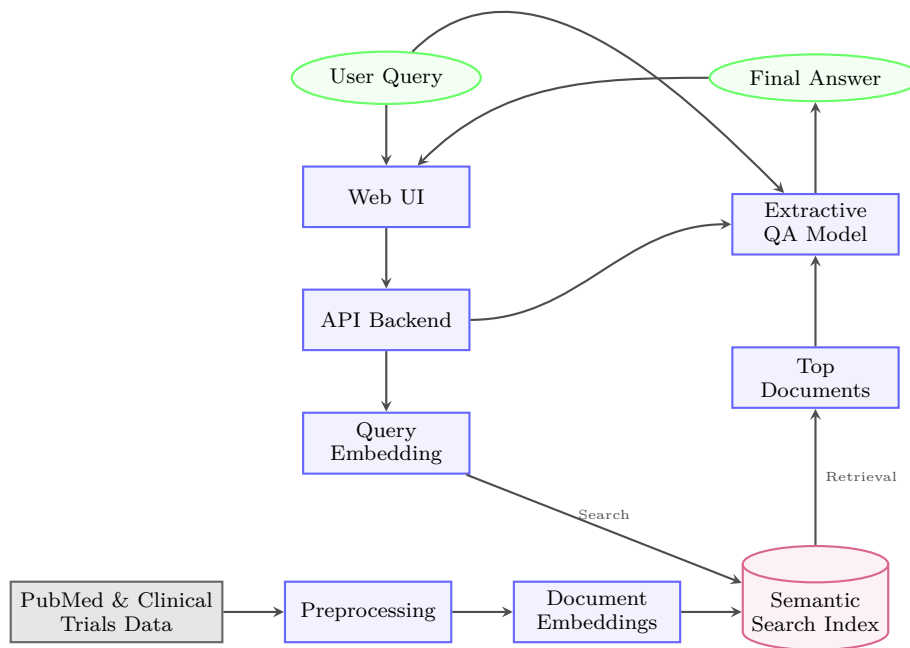 User Query
Final Answer
Web UI
Extractive
QA Model
API Backend
Top
Documents
Query
Embedding
Retrieval
Search
PubMed & Clinical
Trials Data
Preprocessing
Document
Embeddings
Semantic
Search Index